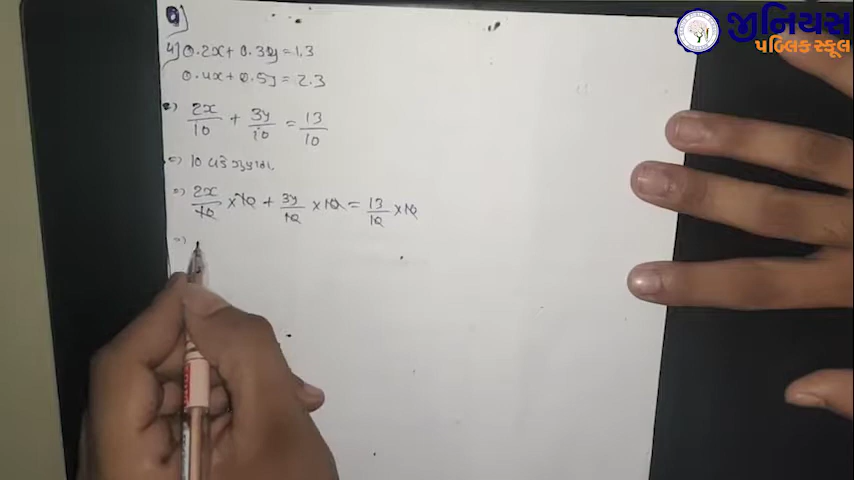 જીનિયસ
પબ્લિક સ્કૂલ
9)
4) 0.2x + 0.3y = 1.3
0.4x + 0.5y = 2.3
=) 2x/10 + 3y/10 = 13/10
=) 10 વડે ગુણતા.
=) 2x/10 × 10 + 3y/10 × 10 = 13/10 × 10
=)